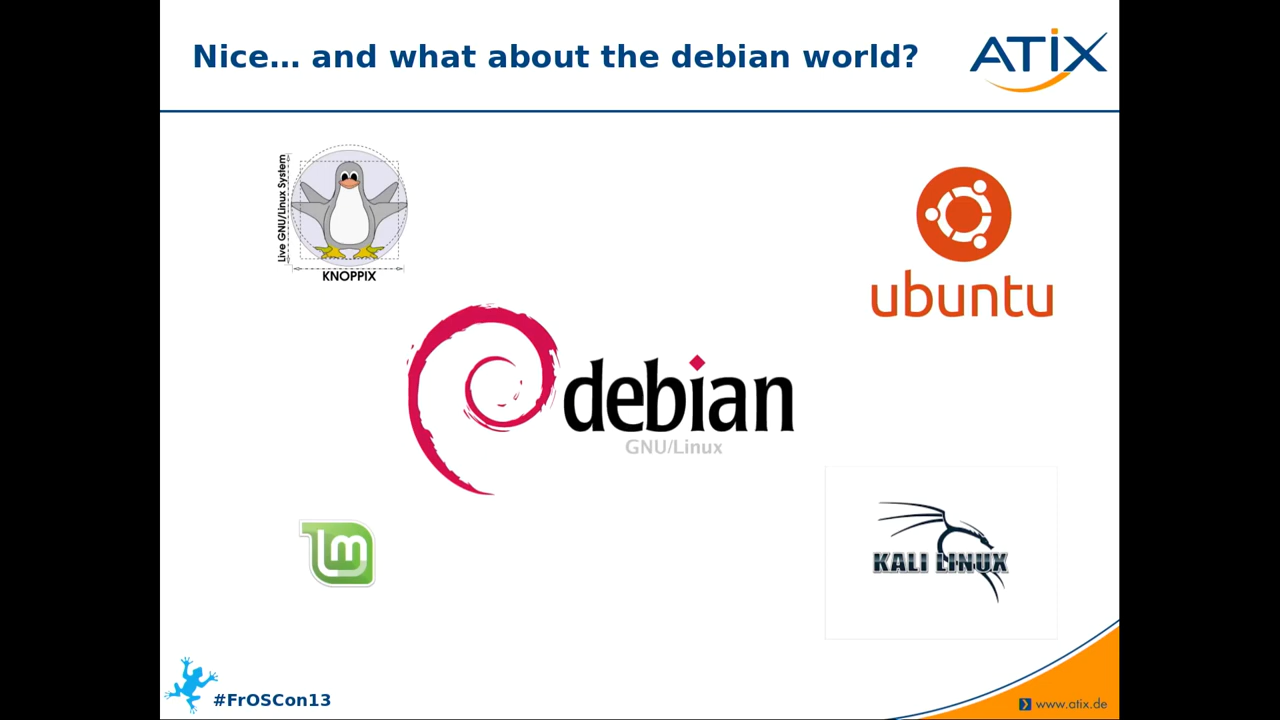 Nice... and what about the debian world?
ATIX
Live GNU/Linux System
KNOPPIX
ubuntu
debian
GNU/Linux
lm
KALI LINUX
#FrOSCon13
www.atix.de